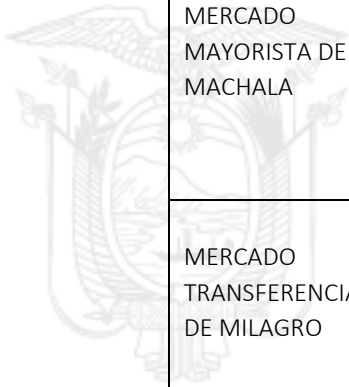 MERCADO
MAYORISTA DE
MACHALA
MERCADO
TRANSFERENCIA
DE MILAGRO